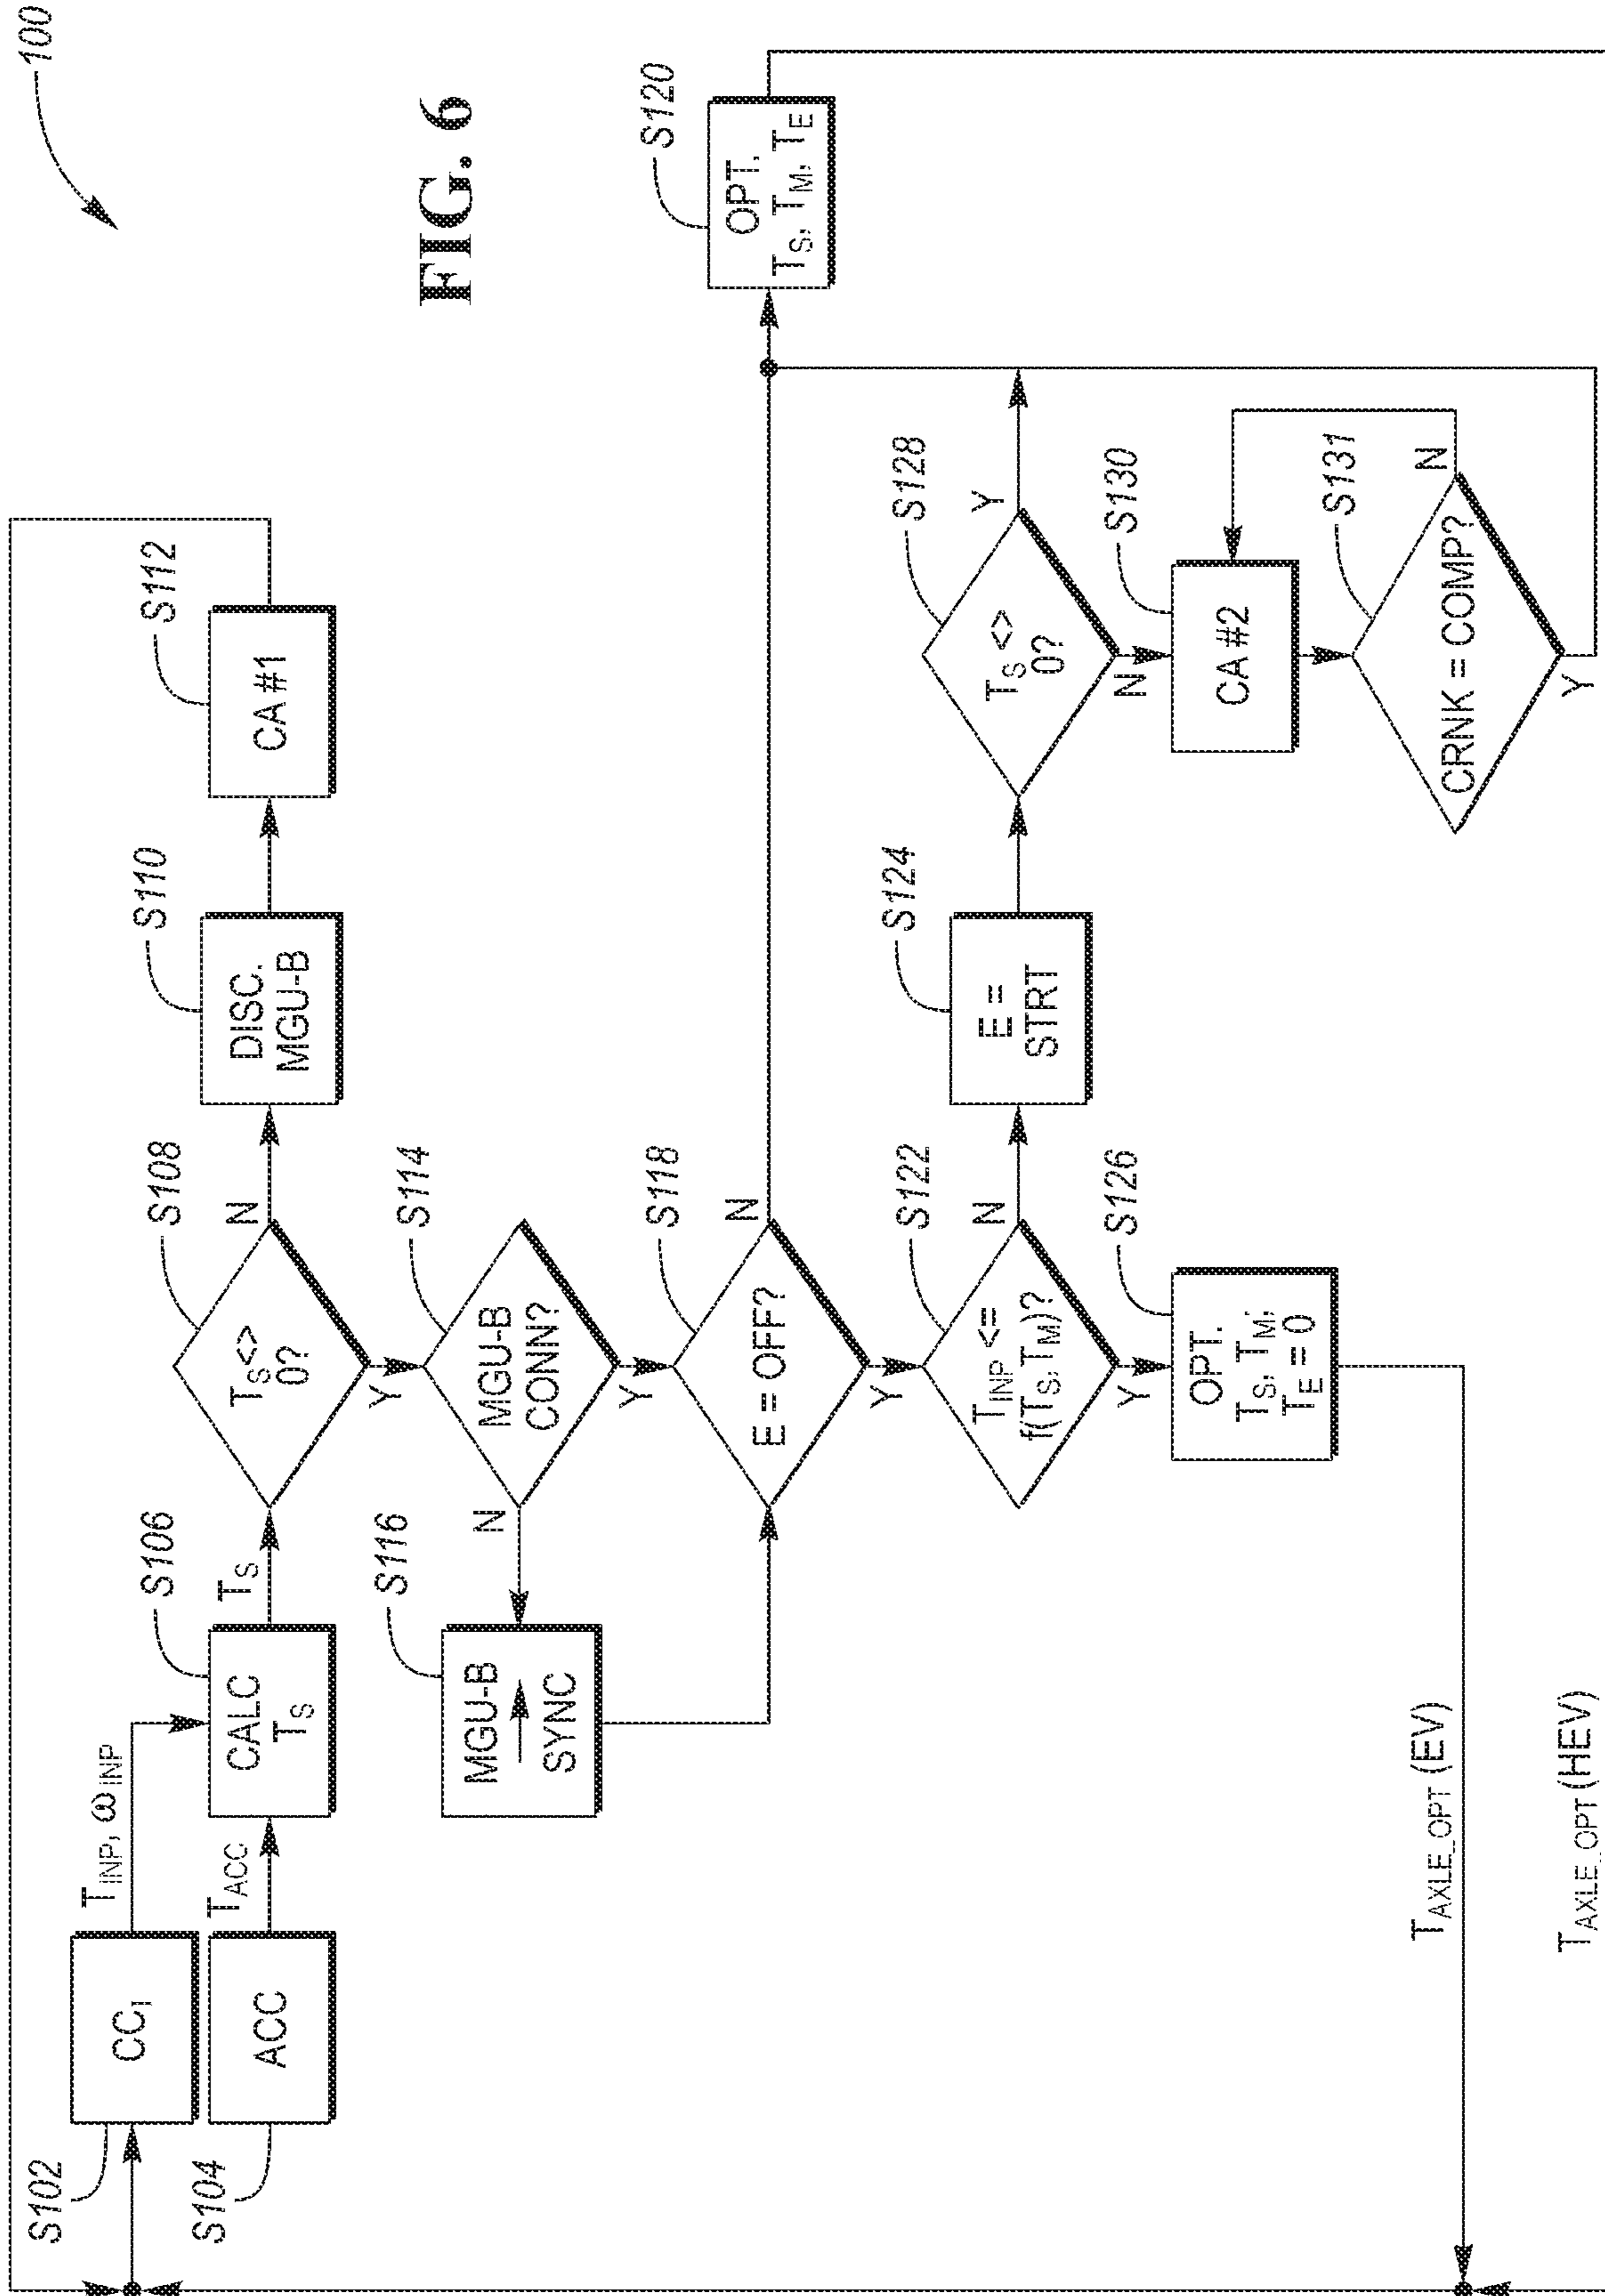 100
FIG. 6
S102
CC₁
T_INP, ω_INP
S104
ACC
T_ACC
S106
CALC
T_S
T_S
S108
T_S <>
0?
N
Y
S110
DISC.
MGU-B
S112
CA #1
S114
MGU-B
CONN?
N
Y
S116
MGU-B
→
SYNC
S118
E = OFF?
N
Y
S120
OPT.
T_S, T_M, T_E
S122
T_INP <=
f(T_S, T_M)?
N
Y
S124
E =
STRT
S126
OPT.
T_S, T_M;
T_E = 0
S128
T_S <>
0?
Y
N
S130
CA #2
S131
CRNK = COMP?
N
Y
T_AXLE_OPT (EV)
T_AXLE_OPT (HEV)